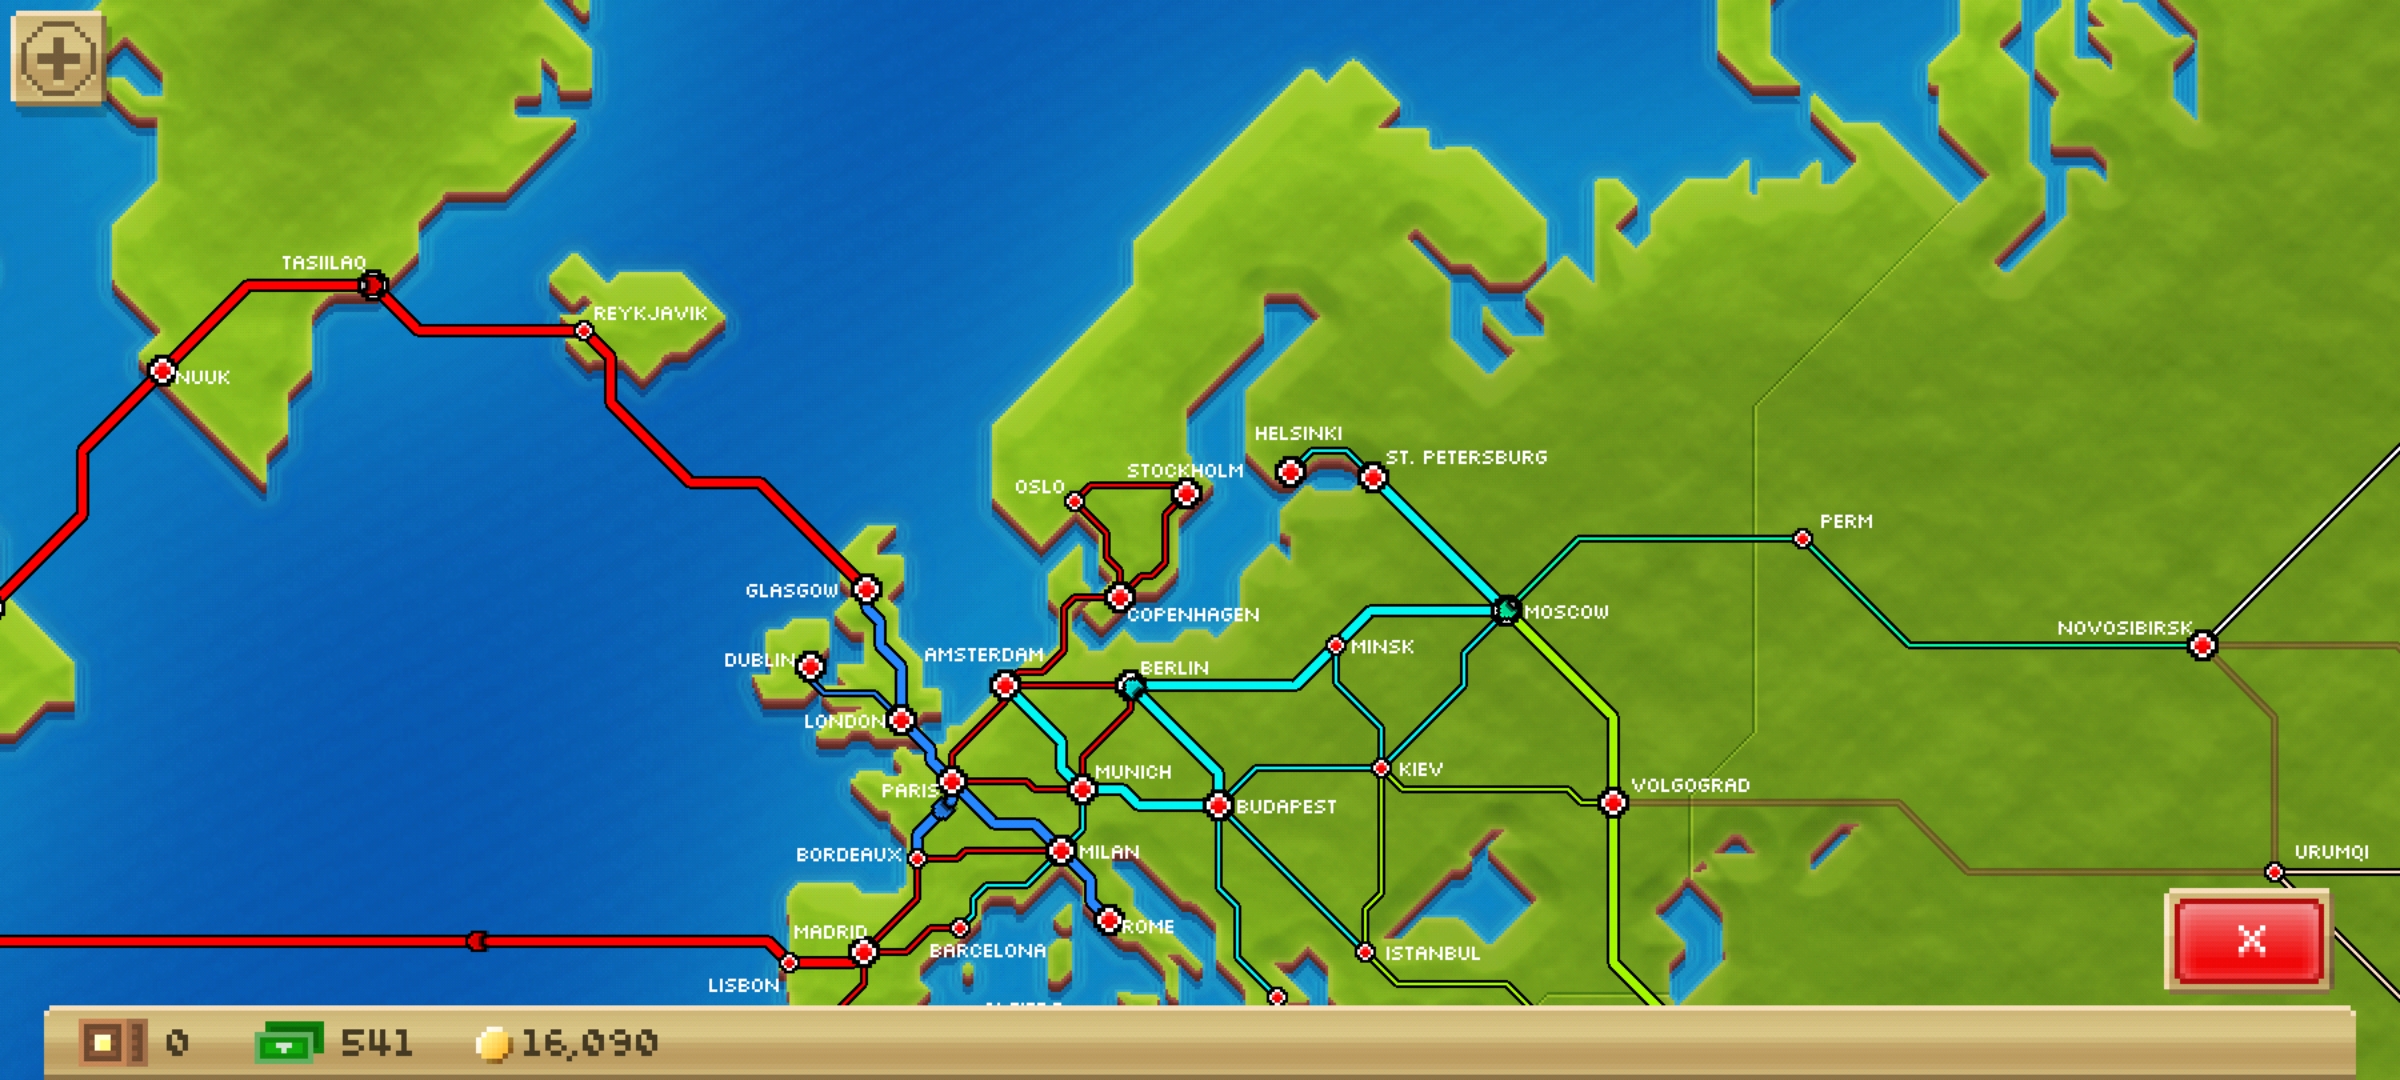 TASIILAQ
REYKJAVIK
NUUK
HELSINKI
ST. PETERSBURG
STOCKHOLM
OSLO
PERM
GLASGOW
COPENHAGEN
MOSCOW
NOVOSIBIRSK
MINSK
AMSTERDAM
DUBLIN
BERLIN
LONDON
MUNICH
KIEV
VOLGOGRAD
PARIS
BUDAPEST
BORDEAUX
MILAN
URUMQI
MADRID
ROME
BARCELONA
ISTANBUL
X
LISBON
0 541 16,090